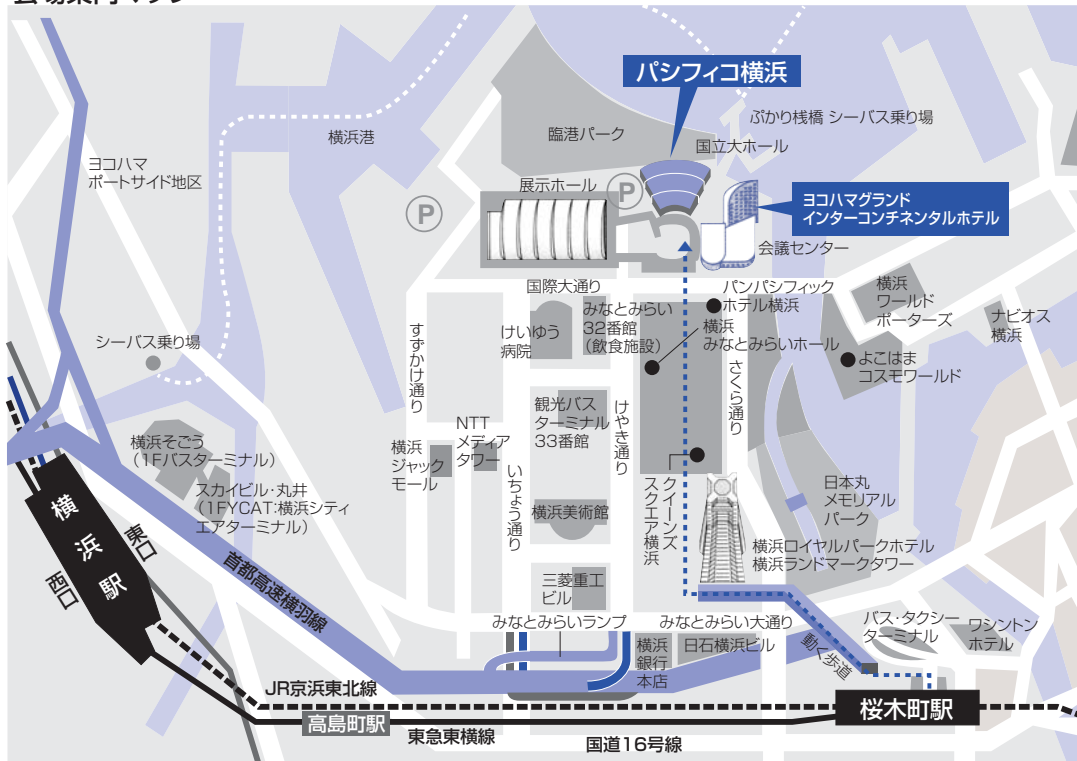 パシフィコ横浜
ぷかり桟橋 シーバス乗り場
臨港パーク
横浜港
国立大ホール
ヨコハマ
ポートサイド地区
展示ホール
P
P
ヨコハマグランド
インターコンチネンタルホテル
会議センター
国際大通り
パンパシフィック
ホテル横浜
横浜
ワールド
ポーターズ
ナビオス
横浜
みなとみらい
32番館
(飲食施設)
けいゆう
病院
横浜
みなとみらいホール
すずかけ通り
シーバス乗り場
よこはま
コスモワールド
さくら通り
観光バス
ターミナル
33番館
けやき通り
NTT
メディア
タワー
横浜
ジャック
モール
横浜そごう
(1Fバスターミナル)
スカイビル・丸井
(1FYCAT:横浜シティ
エアターミナル)
いちょう通り
クイーンズ
スクエア横浜
日本丸
メモリアル
パーク
横浜美術館
横浜駅
東口
西口
横浜ロイヤルパークホテル
横浜ランドマークタワー
首都高速横羽線
三菱重工
ビル
みなとみらいランプ
みなとみらい大通り
バス・タクシー
ターミナル
ワシントン
ホテル
横浜
銀行
本店
日石横浜ビル
動く歩道
JR京浜東北線
桜木町駅
高島町駅
東急東横線
国道16号線